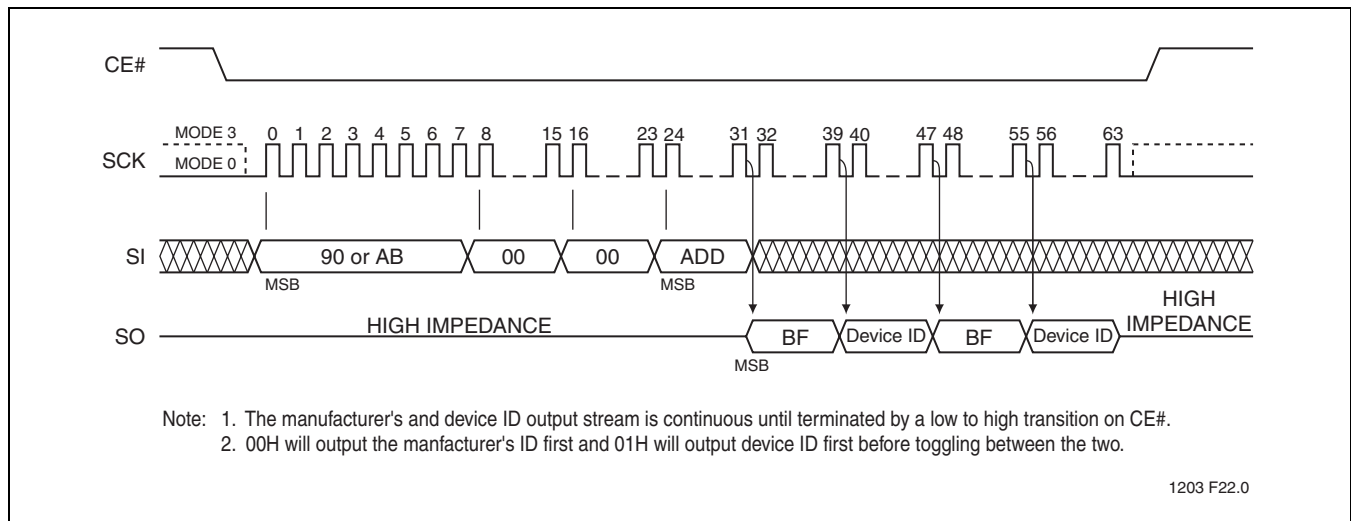 CE#
MODE 3
MODE 0
SCK
0 1 2 3 4 5 6 7 8 15 16 23 24 31 32 39 40 47 48 55 56 63
SI
90 or AB 00 00 ADD
MSB MSB
HIGH IMPEDANCE
HIGH
IMPEDANCE
SO
BF Device ID BF Device ID
MSB
Note: 1. The manufacturer's and device ID output stream is continuous until terminated by a low to high transition on CE#.
2. 00H will output the manfacturer's ID first and 01H will output device ID first before toggling between the two.
1203 F22.0